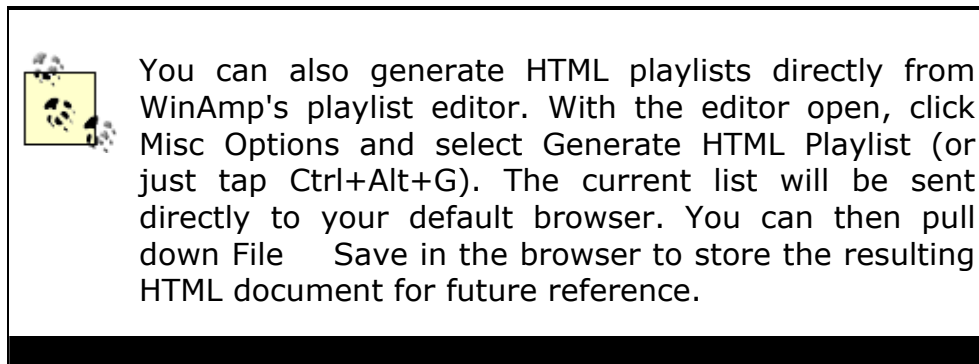 You can also generate HTML playlists directly from
WinAmp's playlist editor. With the editor open, click
Misc Options and select Generate HTML Playlist (or
just tap Ctrl+Alt+G). The current list will be sent
directly to your default browser. You can then pull
down File    Save in the browser to store the resulting
HTML document for future reference.